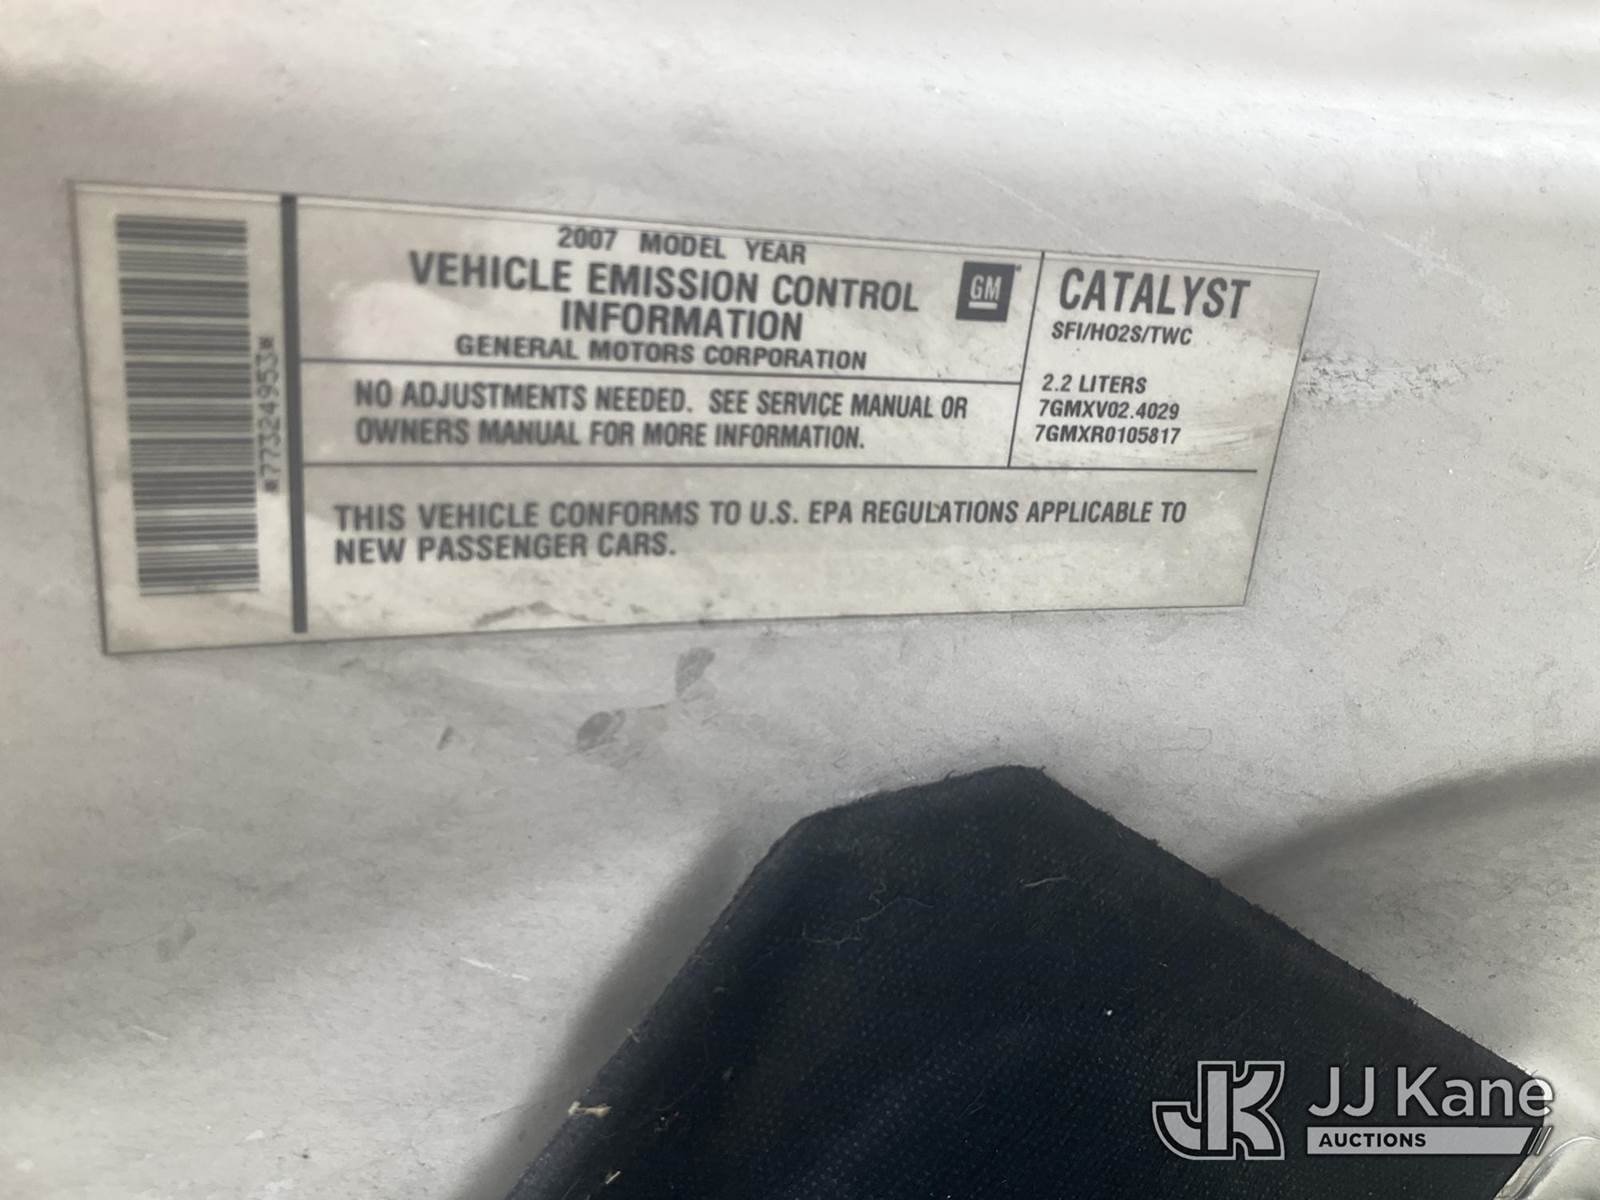 2007 MODEL YEAR
VEHICLE EMISSION CONTROL
INFORMATION
GENERAL MOTORS CORPORATION
GM
NO ADJUSTMENTS NEEDED. SEE SERVICE MANUAL OR
OWNERS MANUAL FOR MORE INFORMATION.
CATALYST
SFI/HO2S/TWC
2.2 LITERS
7GMXV02.4029
7GMXR0105817
THIS VEHICLE CONFORMS TO U.S. EPA REGULATIONS APPLICABLE TO
NEW PASSENGER CARS.
*773249953*
JK JJ Kane
AUCTIONS